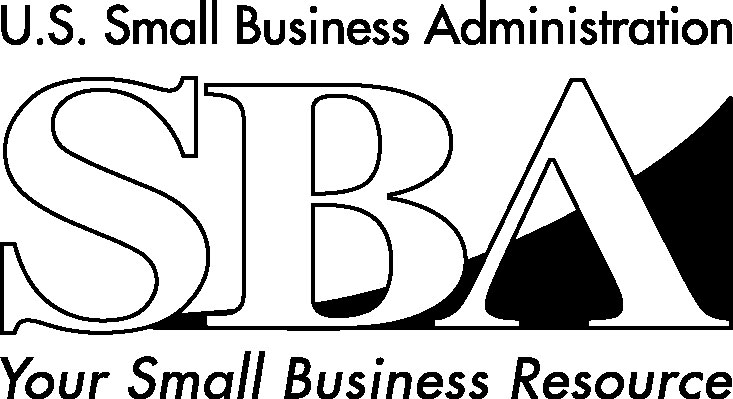 U.S. Small Business Administration
SBA
Your Small Business Resource